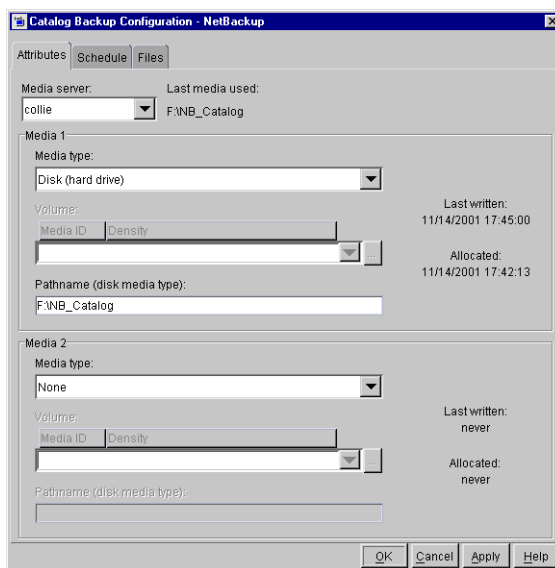 Catalog Backup Configuration - NetBackup
Attributes
Schedule
Files
Media server:
Last media used:
collie
F:\NB_Catalog
Media 1
Media type:
Disk (hard drive)
Volume:
Media ID
Density
...
Last written:
11/14/2001 17:45:00
Allocated:
11/14/2001 17:42:13
Pathname (disk media type):
F:\NB_Catalog
Media 2
Media type:
None
Volume:
Media ID
Density
...
Last written:
never
Allocated:
never
Pathname (disk media type):
OK
Cancel
Apply
Help